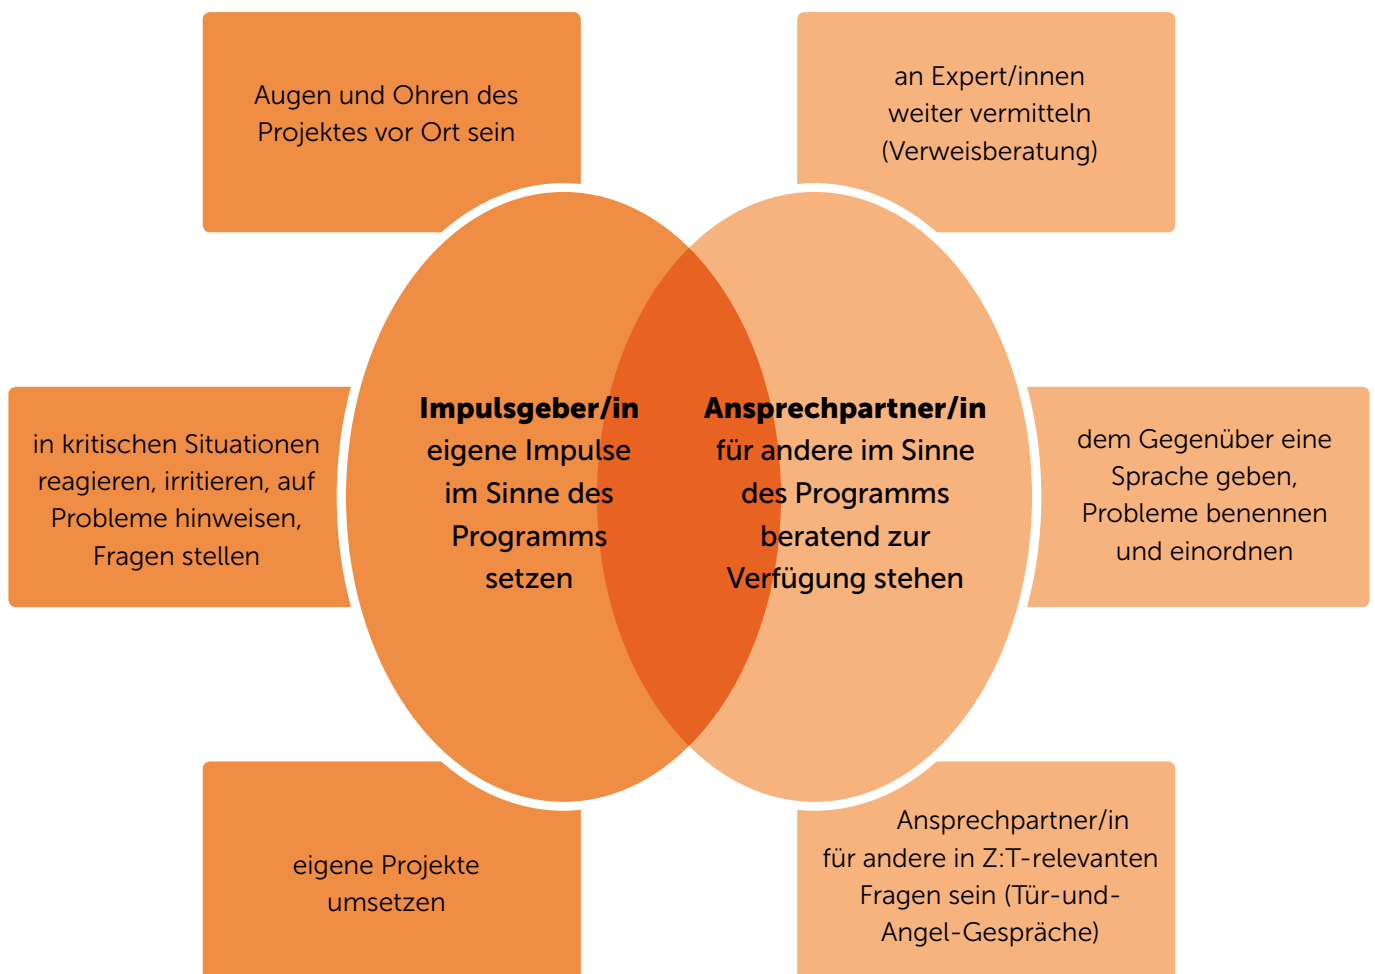 Augen und Ohren des
Projektes vor Ort sein
an Expert/innen
weiter vermitteln
(Verweisberatung)
in kritischen Situationen
reagieren, irritieren, auf
Probleme hinweisen,
Fragen stellen
Impulsgeber/in
eigene Impulse
im Sinne des
Programms
setzen
Ansprechpartner/in
für andere im Sinne
des Programms
beratend zur
Verfügung stehen
dem Gegenüber eine
Sprache geben,
Probleme benennen
und einordnen
eigene Projekte
umsetzen
Ansprechpartner/in
für andere in Z:T-relevanten
Fragen sein (Tür-und-
Angel-Gespräche)